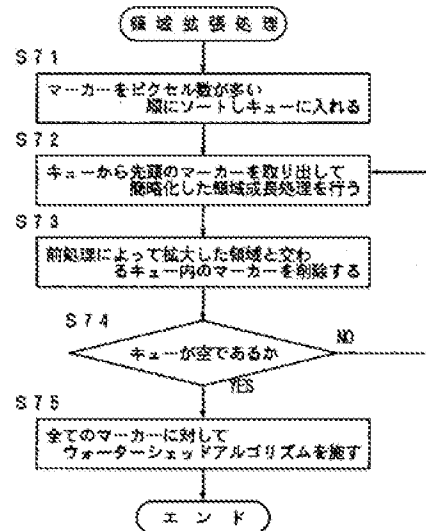 領域拡張処理
S71
マーカーをピクセル数が多い
順にソートしキューに入れる
S72
キューから先頭のマーカーを取り出して
簡略化した領域成長処理を行う
S73
前処理によって拡大した領域と交わ
るキュー内のマーカーを削除する
S74
キューが空であるか
NO
YES
S75
全てのマーカーに対して
ウォーターシェッドアルゴリズムを施す
エンド